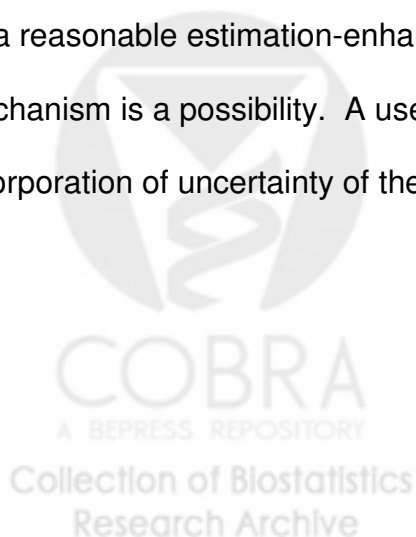 a reasonable estimation-enha
chanism is a possibility. A use
orporation of uncertainty of the
COBRA
A BEPRESS REPOSITORY
Collection of Biostatistics
Research Archive